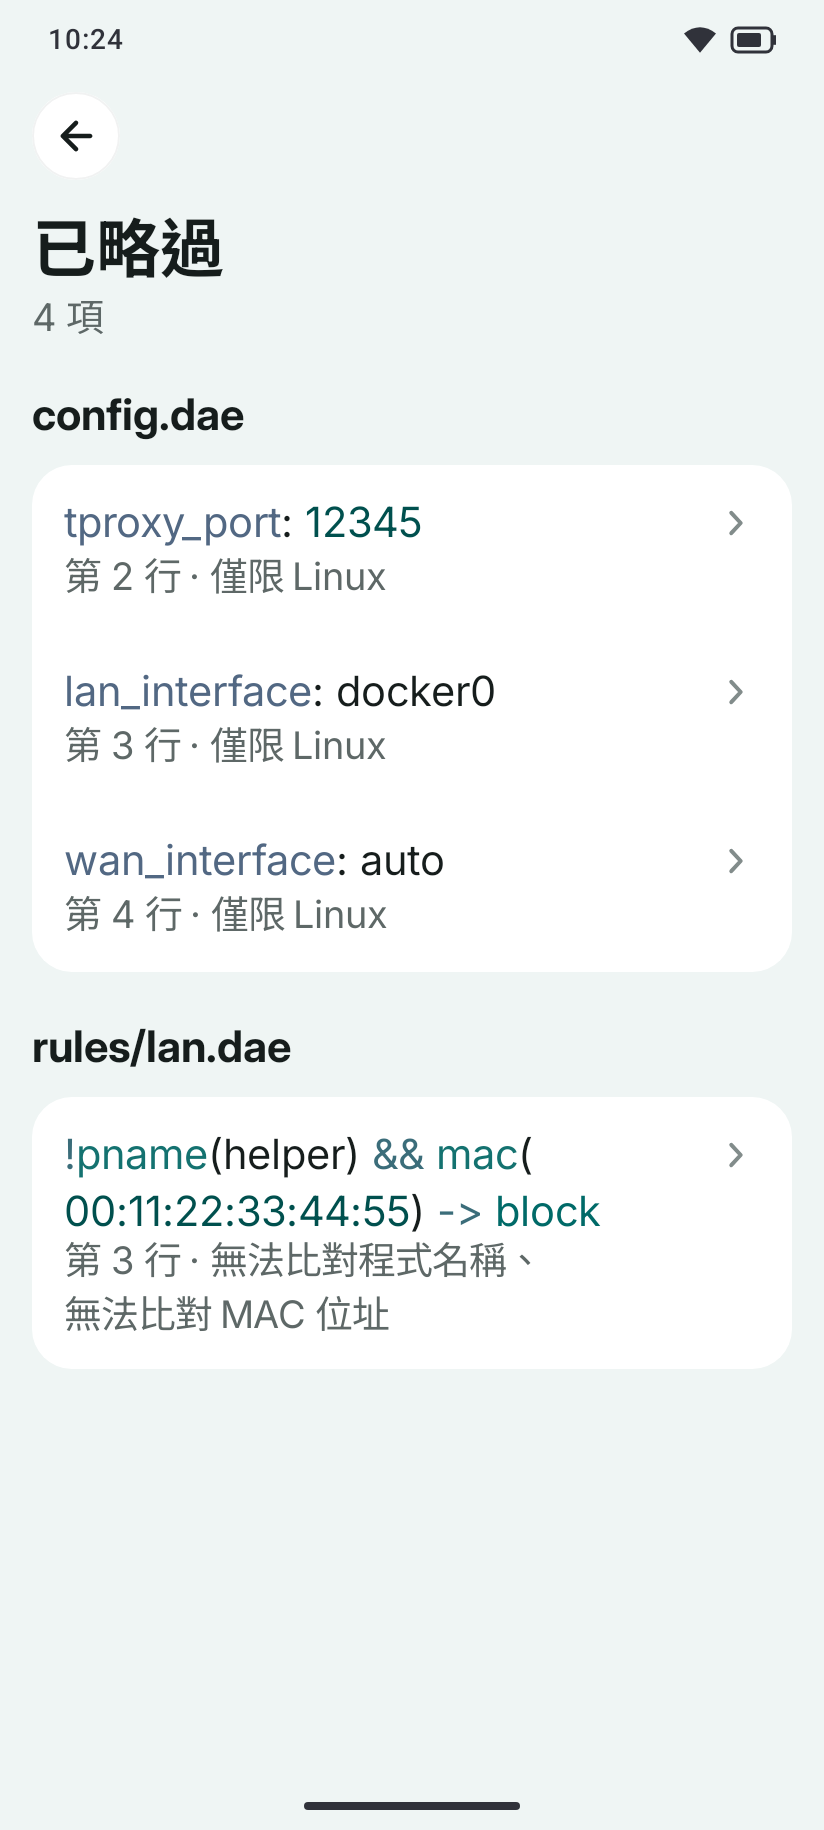 10:24
已略過
4 項
config.dae
tproxy_port: 12345
第 2 行 · 僅限 Linux
lan_interface: docker0
第 3 行 · 僅限 Linux
wan_interface: auto
第 4 行 · 僅限 Linux
rules/lan.dae
!pname(helper) && mac(
00:11:22:33:44:55) -> block
第 3 行 · 無法比對程式名稱、
無法比對 MAC 位址